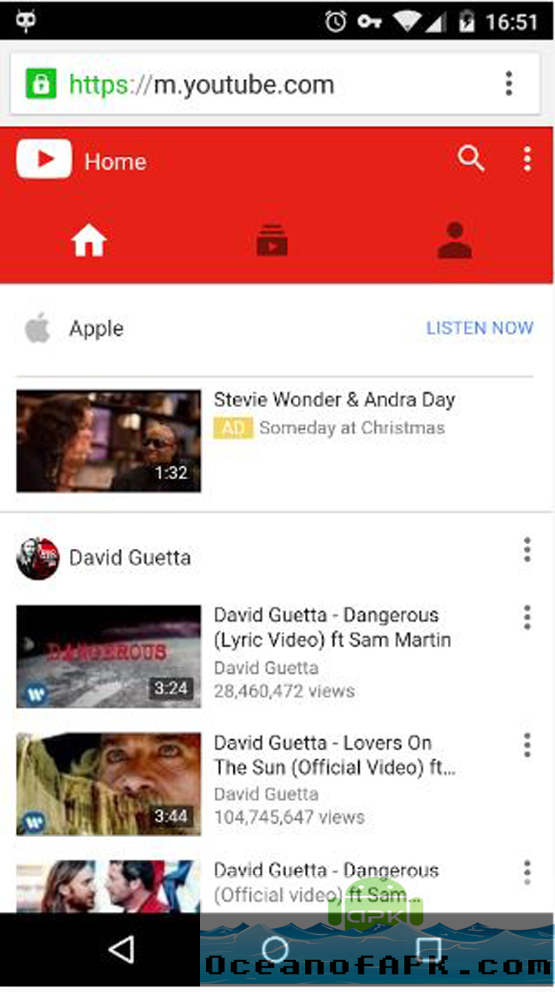 16:51
https://m.youtube.com
Home
Apple
LISTEN NOW
Stevie Wonder & Andra Day
AD Someday at Christmas
1:32
David Guetta
David Guetta - Dangerous
(Lyric Video) ft Sam Martin
David Guetta
28,460,472 views
DANGEROUS
3:24
David Guetta - Lovers On
The Sun (Official Video) ft...
David Guetta
104,745,647 views
3:44
David Guetta - Dangerous
(Official video) ft Sam...
APK
OceanofAPK.com